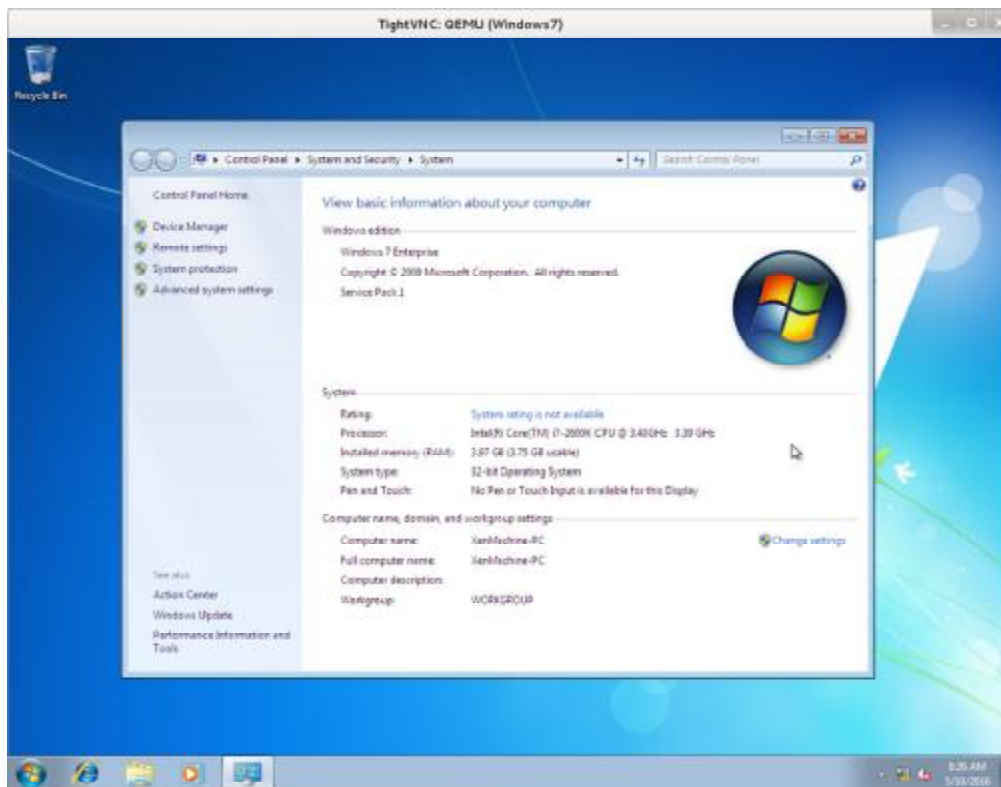 TightVNC: QEMU (Windows7)
Recycle Bin
Control Panel ▸ System and Security ▸ System
Search Control Panel
Control Panel Home
Device Manager
Remote settings
System protection
Advanced system settings
See also
Action Center
Windows Update
Performance Information and
Tools
View basic information about your computer
Windows edition
Windows 7 Enterprise
Copyright © 2009 Microsoft Corporation. All rights reserved.
Service Pack 1
System
Rating: System rating is not available
Processor: Intel(R) Core(TM) i7-2600K CPU @ 3.40GHz 3.39 GHz
Installed memory (RAM): 3.97 GB (3.75 GB usable)
System type: 32-bit Operating System
Pen and Touch: No Pen or Touch Input is available for this Display
Computer name, domain, and workgroup settings
Computer name: XenMachine-PC
Change settings
Full computer name: XenMachine-PC
Computer description:
Workgroup: WORKGROUP
AM